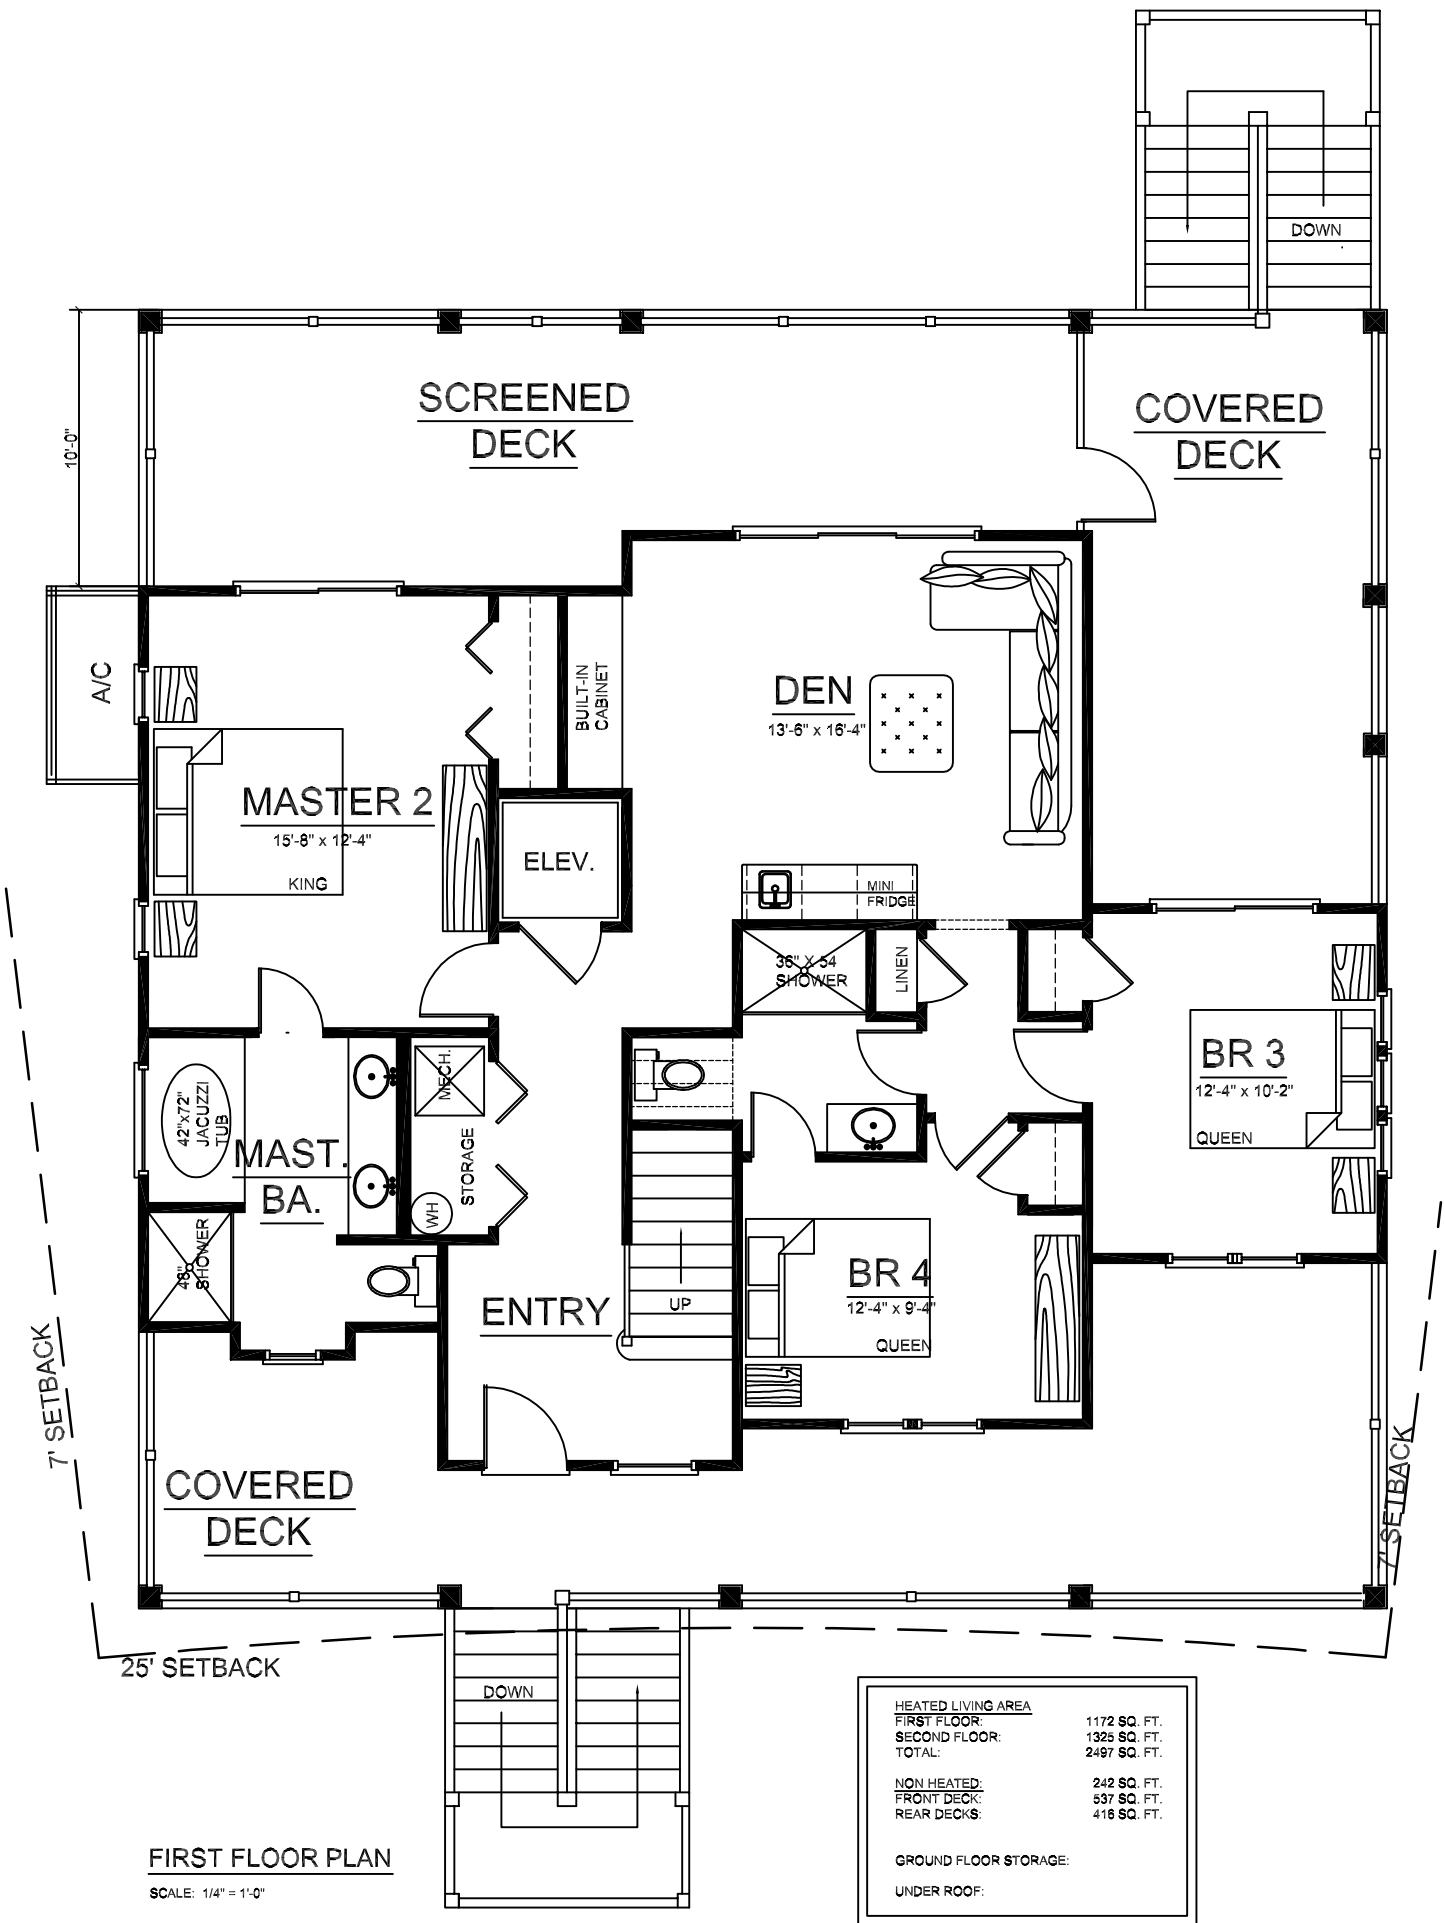 DOWN
SCREENED
DECK
COVERED
DECK
10'-0"
A/C
BUILT-IN
CABINET
DEN
13'-6" x 16'-4"
MASTER 2
15'-8" x 12'-4"
KING
ELEV.
MINI
FRIDGE
36" X 54
SHOWER
LINEN
BR 3
12'-4" x 10'-2"
QUEEN
MECH.
42"x72"
JACUZZI
TUB
MAST.
BA.
STORAGE
WH
48"
SHOWER
ENTRY
UP
BR 4
12'-4" x 9'-4"
QUEEN
7' SETBACK
7' SETBACK
COVERED
DECK
25' SETBACK
DOWN
HEATED LIVING AREA
FIRST FLOOR: 1172 SQ. FT.
SECOND FLOOR: 1325 SQ. FT.
TOTAL: 2497 SQ. FT.
NON HEATED: 242 SQ. FT.
FRONT DECK: 537 SQ. FT.
REAR DECKS: 416 SQ. FT.
GROUND FLOOR STORAGE:
UNDER ROOF:
FIRST FLOOR PLAN
SCALE: 1/4" = 1'-0"